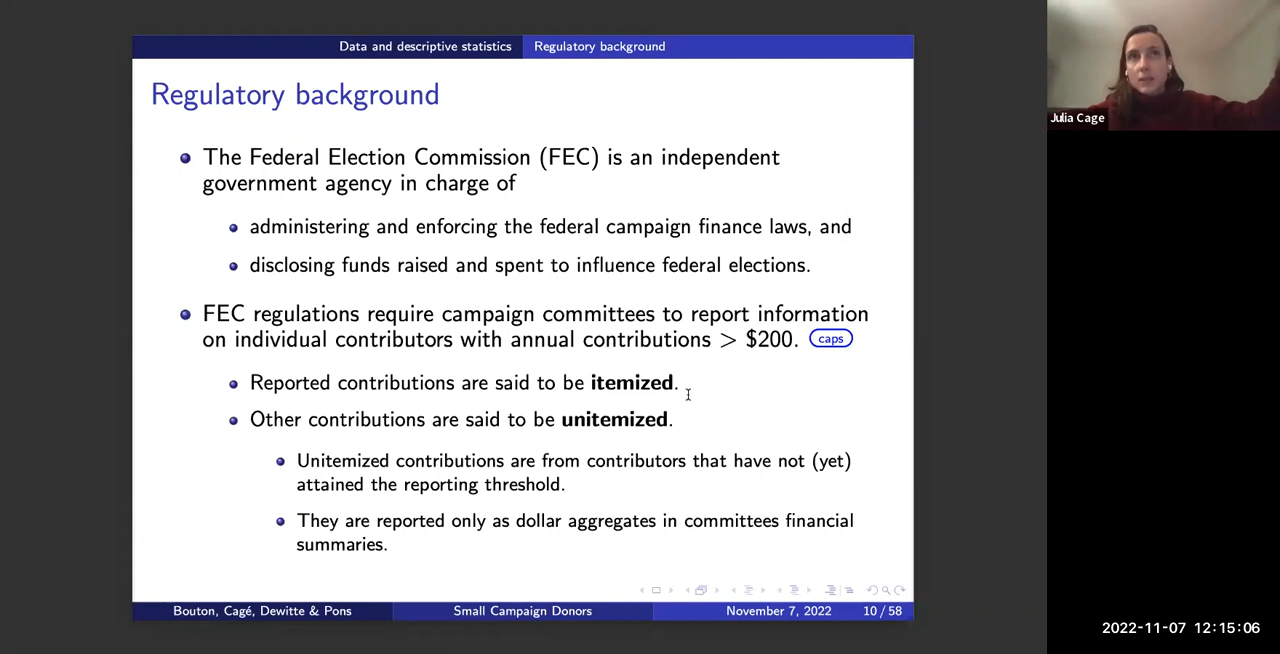 Data and descriptive statistics
Regulatory background
Regulatory background
The Federal Election Commission (FEC) is an independent
government agency in charge of
administering and enforcing the federal campaign finance laws, and
disclosing funds raised and spent to influence federal elections.
FEC regulations require campaign committees to report information
on individual contributors with annual contributions > $200. caps
Reported contributions are said to be itemized.
Other contributions are said to be unitemized.
Unitemized contributions are from contributors that have not (yet)
attained the reporting threshold.
They are reported only as dollar aggregates in committees financial
summaries.
Bouton, Cagé, Dewitte & Pons
Small Campaign Donors
November 7, 2022
10 / 58
Julia Cage
2022-11-07 12:15:06